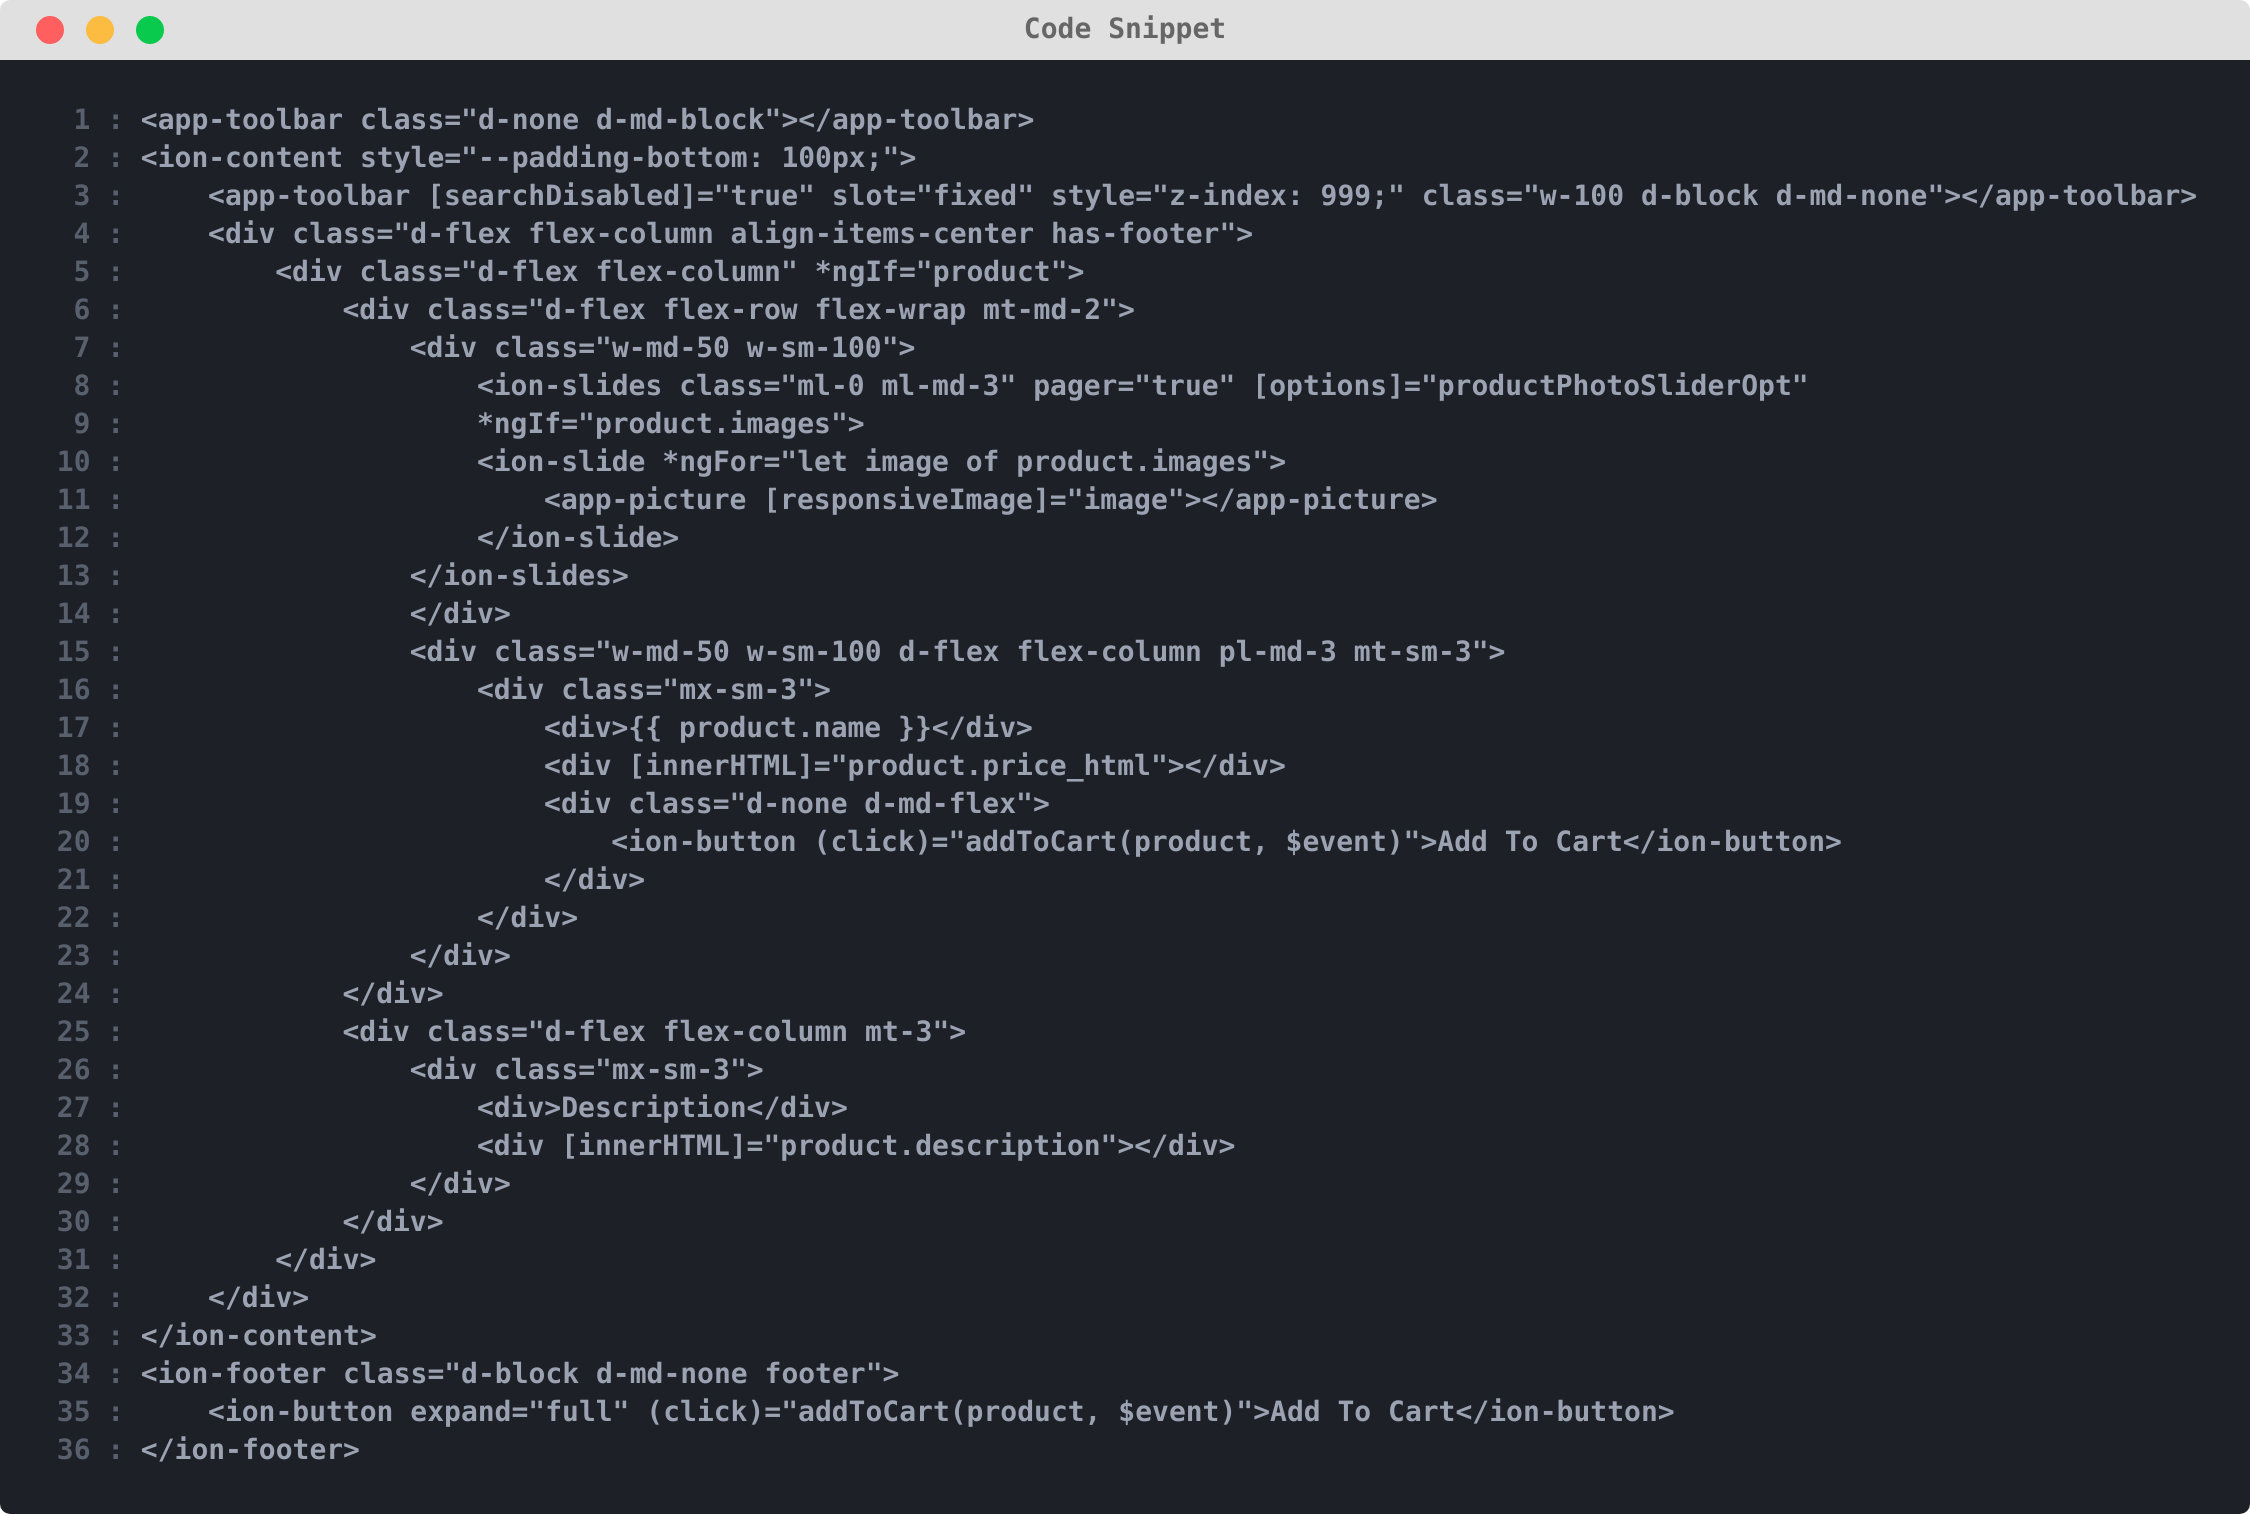 Code Snippet
1 : <app-toolbar class="d-none d-md-block"></app-toolbar>
2 : <ion-content style="--padding-bottom: 100px;">
3 :     <app-toolbar [searchDisabled]="true" slot="fixed" style="z-index: 999;" class="w-100 d-block d-md-none"></app-toolbar>
4 :     <div class="d-flex flex-column align-items-center has-footer">
5 :         <div class="d-flex flex-column" *ngIf="product">
6 :             <div class="d-flex flex-row flex-wrap mt-md-2">
7 :                 <div class="w-md-50 w-sm-100">
8 :                     <ion-slides class="ml-0 ml-md-3" pager="true" [options]="productPhotoSliderOpt"
9 :                     *ngIf="product.images">
10 :                     <ion-slide *ngFor="let image of product.images">
11 :                         <app-picture [responsiveImage]="image"></app-picture>
12 :                     </ion-slide>
13 :                 </ion-slides>
14 :                 </div>
15 :                 <div class="w-md-50 w-sm-100 d-flex flex-column pl-md-3 mt-sm-3">
16 :                     <div class="mx-sm-3">
17 :                         <div>{{ product.name }}</div>
18 :                         <div [innerHTML]="product.price_html"></div>
19 :                         <div class="d-none d-md-flex">
20 :                             <ion-button (click)="addToCart(product, $event)">Add To Cart</ion-button>
21 :                         </div>
22 :                     </div>
23 :                 </div>
24 :             </div>
25 :             <div class="d-flex flex-column mt-3">
26 :                 <div class="mx-sm-3">
27 :                     <div>Description</div>
28 :                     <div [innerHTML]="product.description"></div>
29 :                 </div>
30 :             </div>
31 :         </div>
32 :     </div>
33 : </ion-content>
34 : <ion-footer class="d-block d-md-none footer">
35 :     <ion-button expand="full" (click)="addToCart(product, $event)">Add To Cart</ion-button>
36 : </ion-footer>